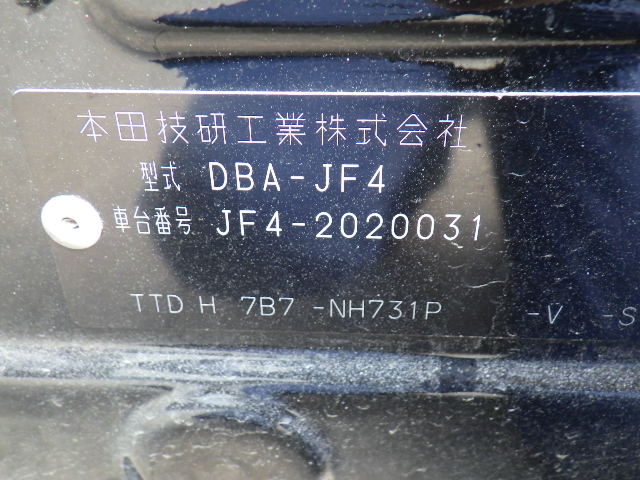 本田技研工業株式会社
型式 DBA-JF4
車台番号 JF4-2020031
TTD H 7B7 -NH731P -V -S